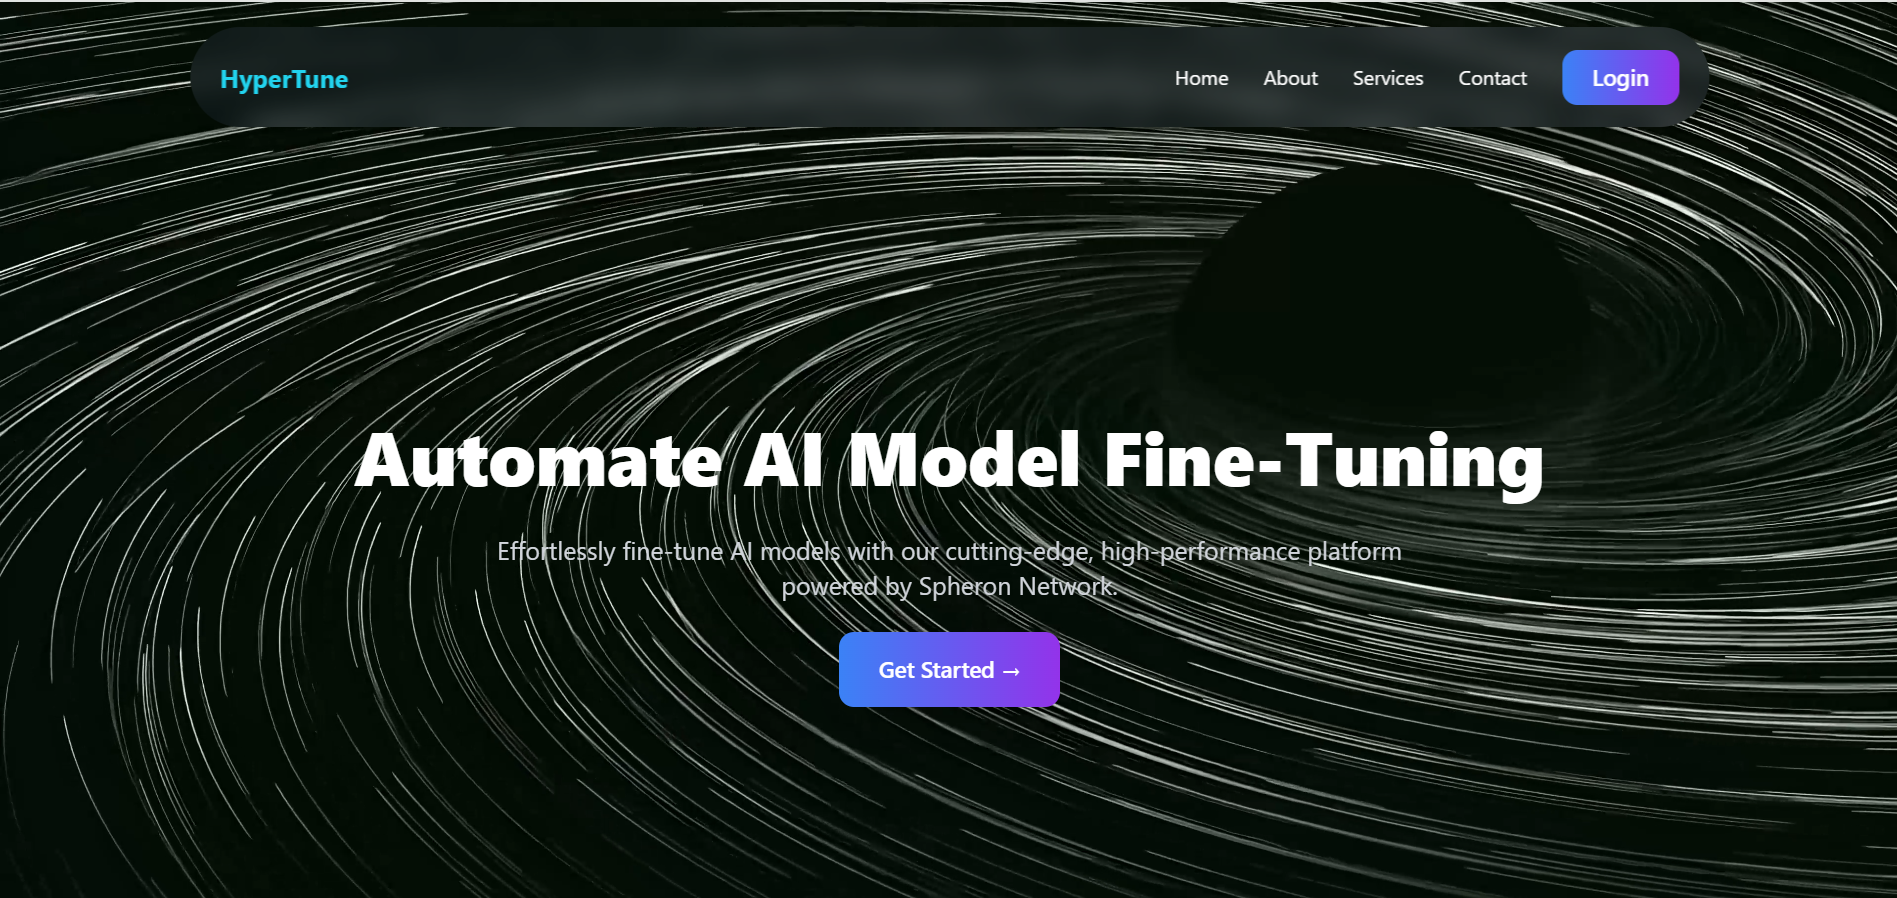 HyperTune
Home About Services Contact Login
Automate AI Model Fine-Tuning
Effortlessly fine-tune AI models with our cutting-edge, high-performance platform
powered by Spheron Network.
Get Started →